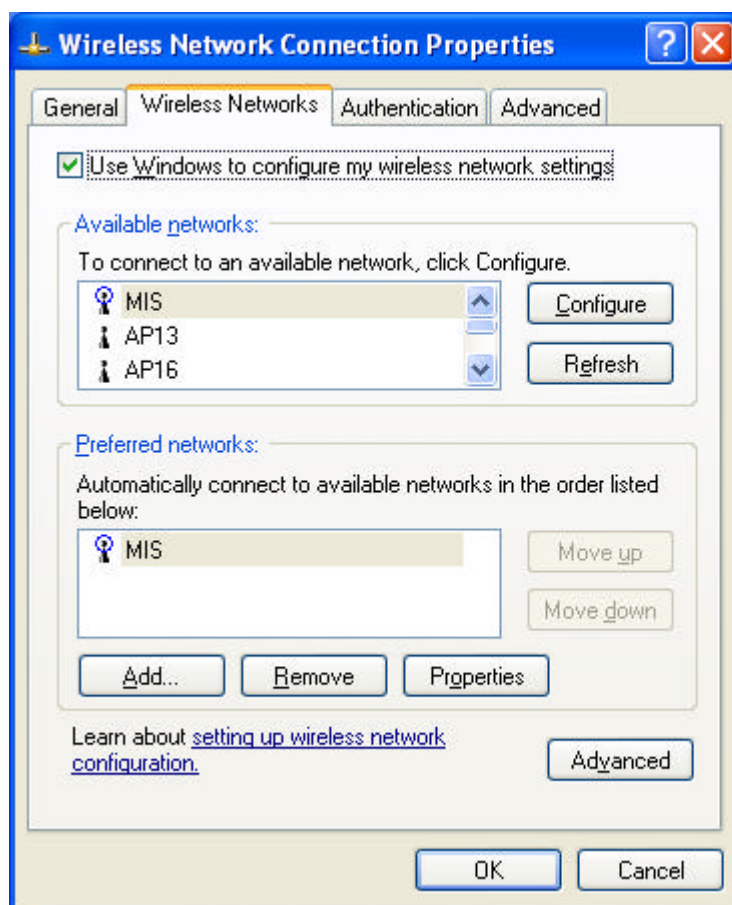 Wireless Network Connection Properties
General Wireless Networks Authentication Advanced
Use Windows to configure my wireless network settings
Available networks:
To connect to an available network, click Configure.
MIS
AP13
AP16
Configure
Refresh
Preferred networks:
Automatically connect to available networks in the order listed
below:
MIS
Move up
Move down
Add... Remove Properties
Learn about setting up wireless network
configuration.
Advanced
OK Cancel